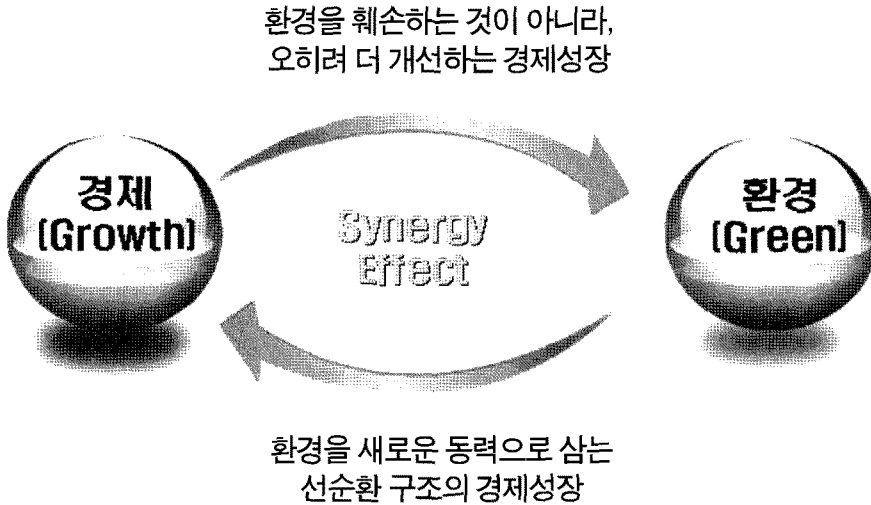 환경을 훼손하는 것이 아니라,
오히려 더 개선하는 경제성장
경제
(Growth)
Synergy
Effect
환경
(Green)
환경을 새로운 동력으로 삼는
선순환 구조의 경제성장